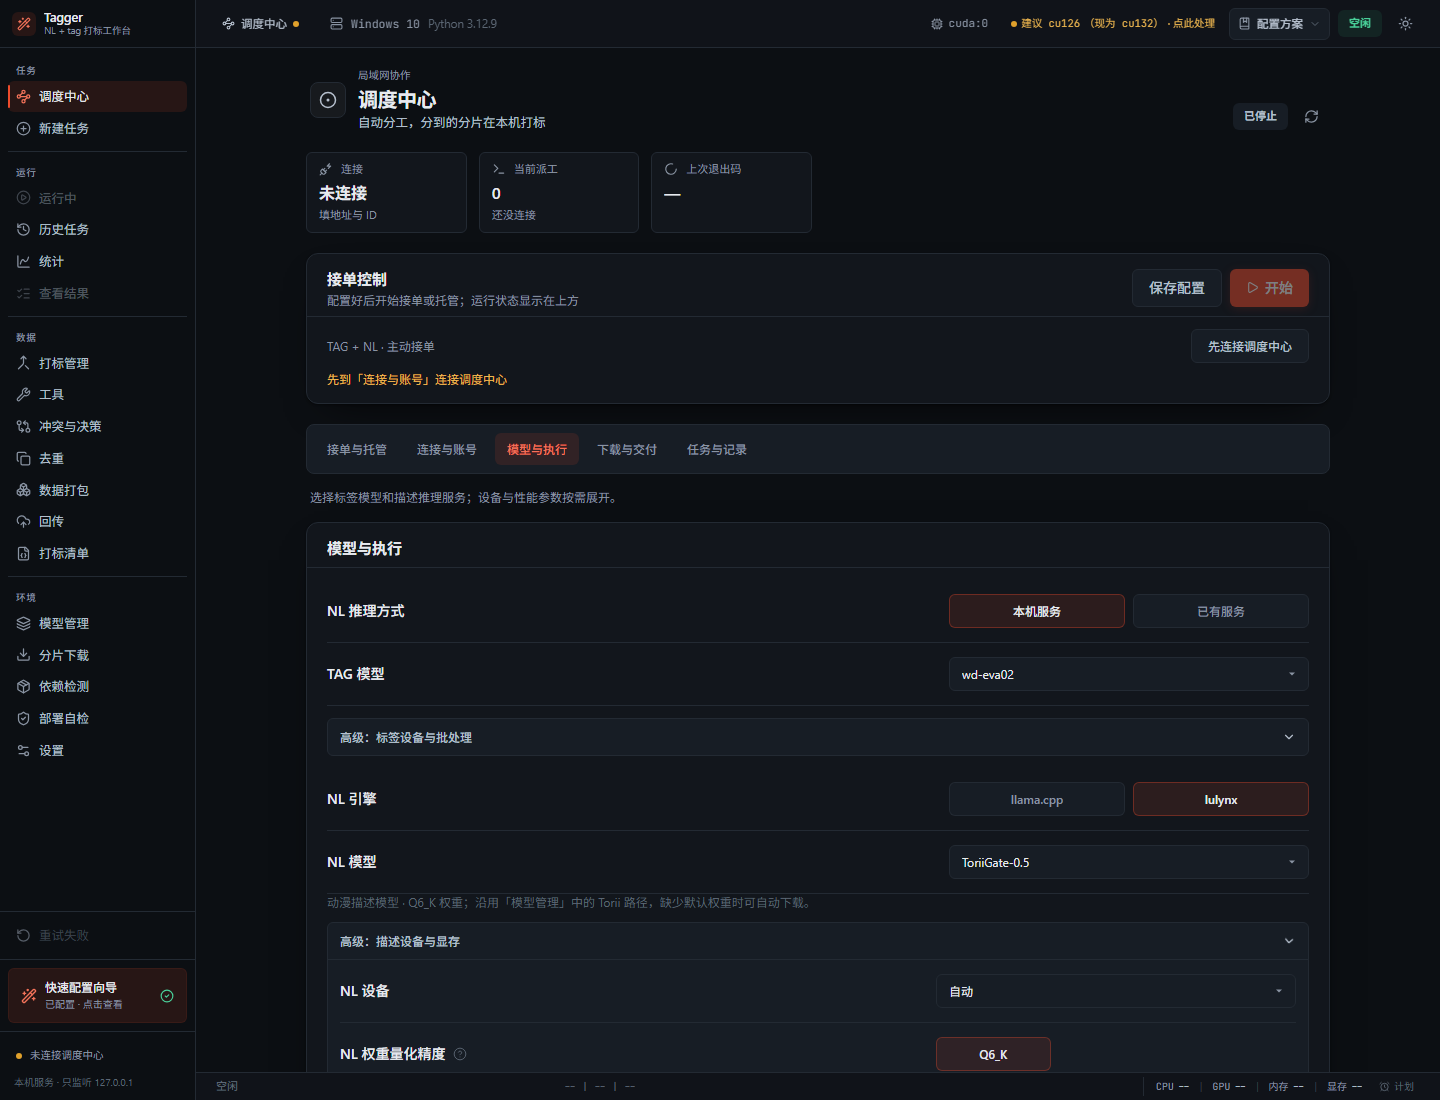 Tagger
NL + tag 打标工作台
调度中心
Windows 10 Python 3.12.9
cuda:0
建议 cu126 （现为 cu132） · 点此处理
配置方案
空闲
任务
调度中心
新建任务
运行
运行中
历史任务
统计
查看结果
数据
打标管理
工具
冲突与决策
去重
数据打包
回传
打标清单
环境
模型管理
分片下载
依赖检测
部署自检
设置
重试失败
快速配置向导
已配置 · 点击查看
未连接调度中心
本机服务 · 只监听 127.0.0.1
局域网协作
调度中心
自动分工，分到的分片在本机打标
已停止
连接
未连接
填地址与 ID
当前派工
0
还没连接
上次退出码
—
接单控制
配置好后开始接单或托管；运行状态显示在上方
保存配置
开始
TAG + NL · 主动接单
先连接调度中心
先到「连接与账号」连接调度中心
接单与托管
连接与账号
模型与执行
下载与交付
任务与记录
选择标签模型和描述推理服务；设备与性能参数按需展开。
模型与执行
NL 推理方式
本机服务
已有服务
TAG 模型
wd-eva02
高级：标签设备与批处理
NL 引擎
llama.cpp
lulynx
NL 模型
ToriiGate-0.5
动漫描述模型 · Q6_K 权重；沿用「模型管理」中的 Torii 路径，缺少默认权重时可自动下载。
高级：描述设备与显存
NL 设备
自动
NL 权重量化精度 ?
Q6_K
空闲
-- | -- | --
CPU -- | GPU -- | 内存 -- | 显存 --
计划